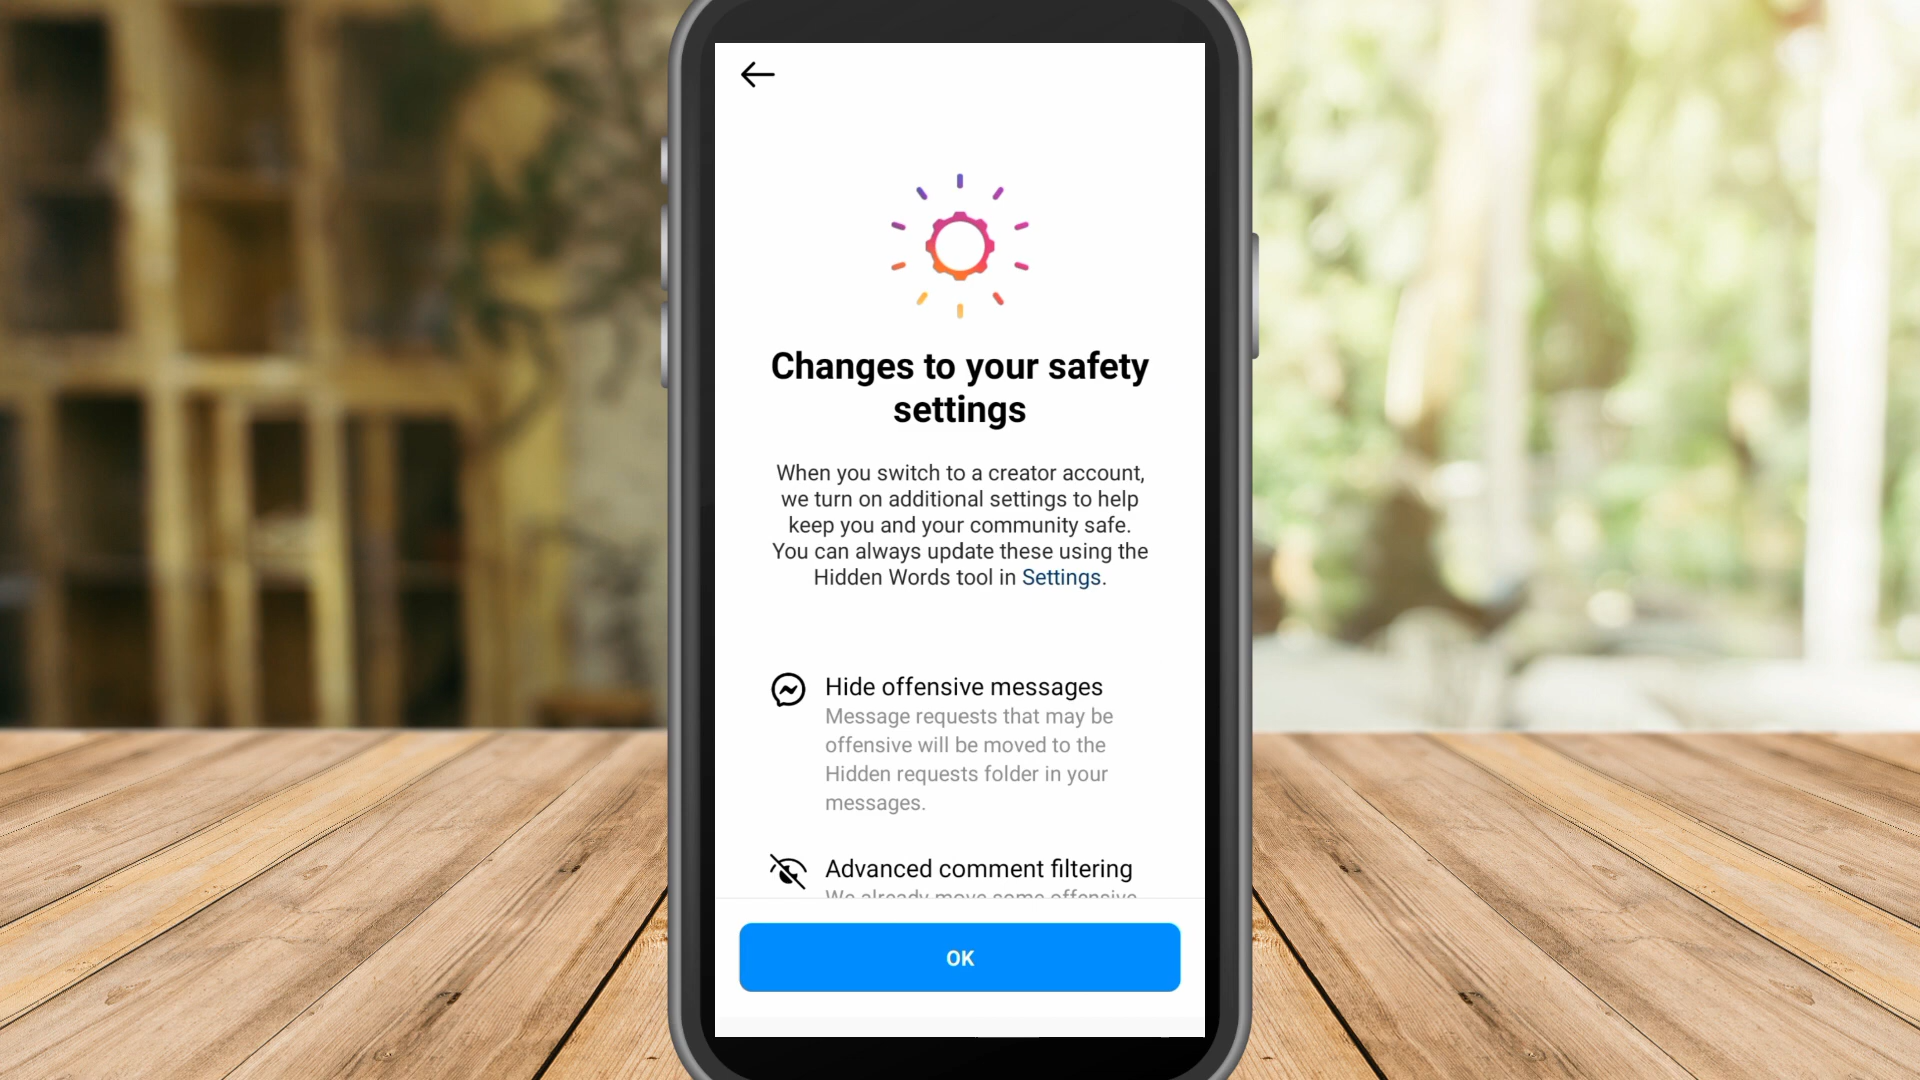 Changes to your safety
settings
When you switch to a creator account,
we turn on additional settings to help
keep you and your community safe.
You can always update these using the
Hidden Words tool in Settings.
Hide offensive messages
Message requests that may be
offensive will be moved to the
Hidden requests folder in your
messages.
Advanced comment filtering
We already move some offensive
OK